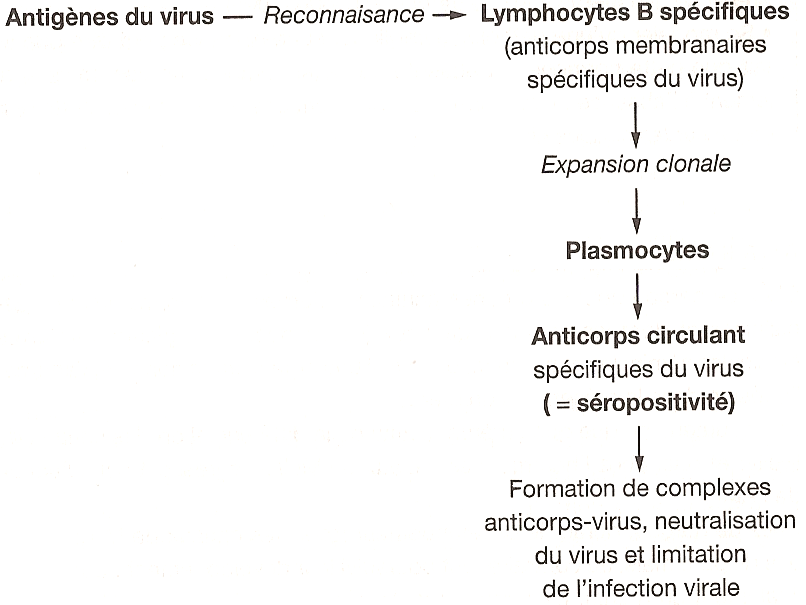 Antigènes du virus — Reconnaisance → Lymphocytes B spécifiques
(anticorps membranaires
spécifiques du virus)
Expansion clonale
Plasmocytes
Anticorps circulant
spécifiques du virus
( = séropositivité)
Formation de complexes
anticorps-virus, neutralisation
du virus et limitation
de l'infection virale